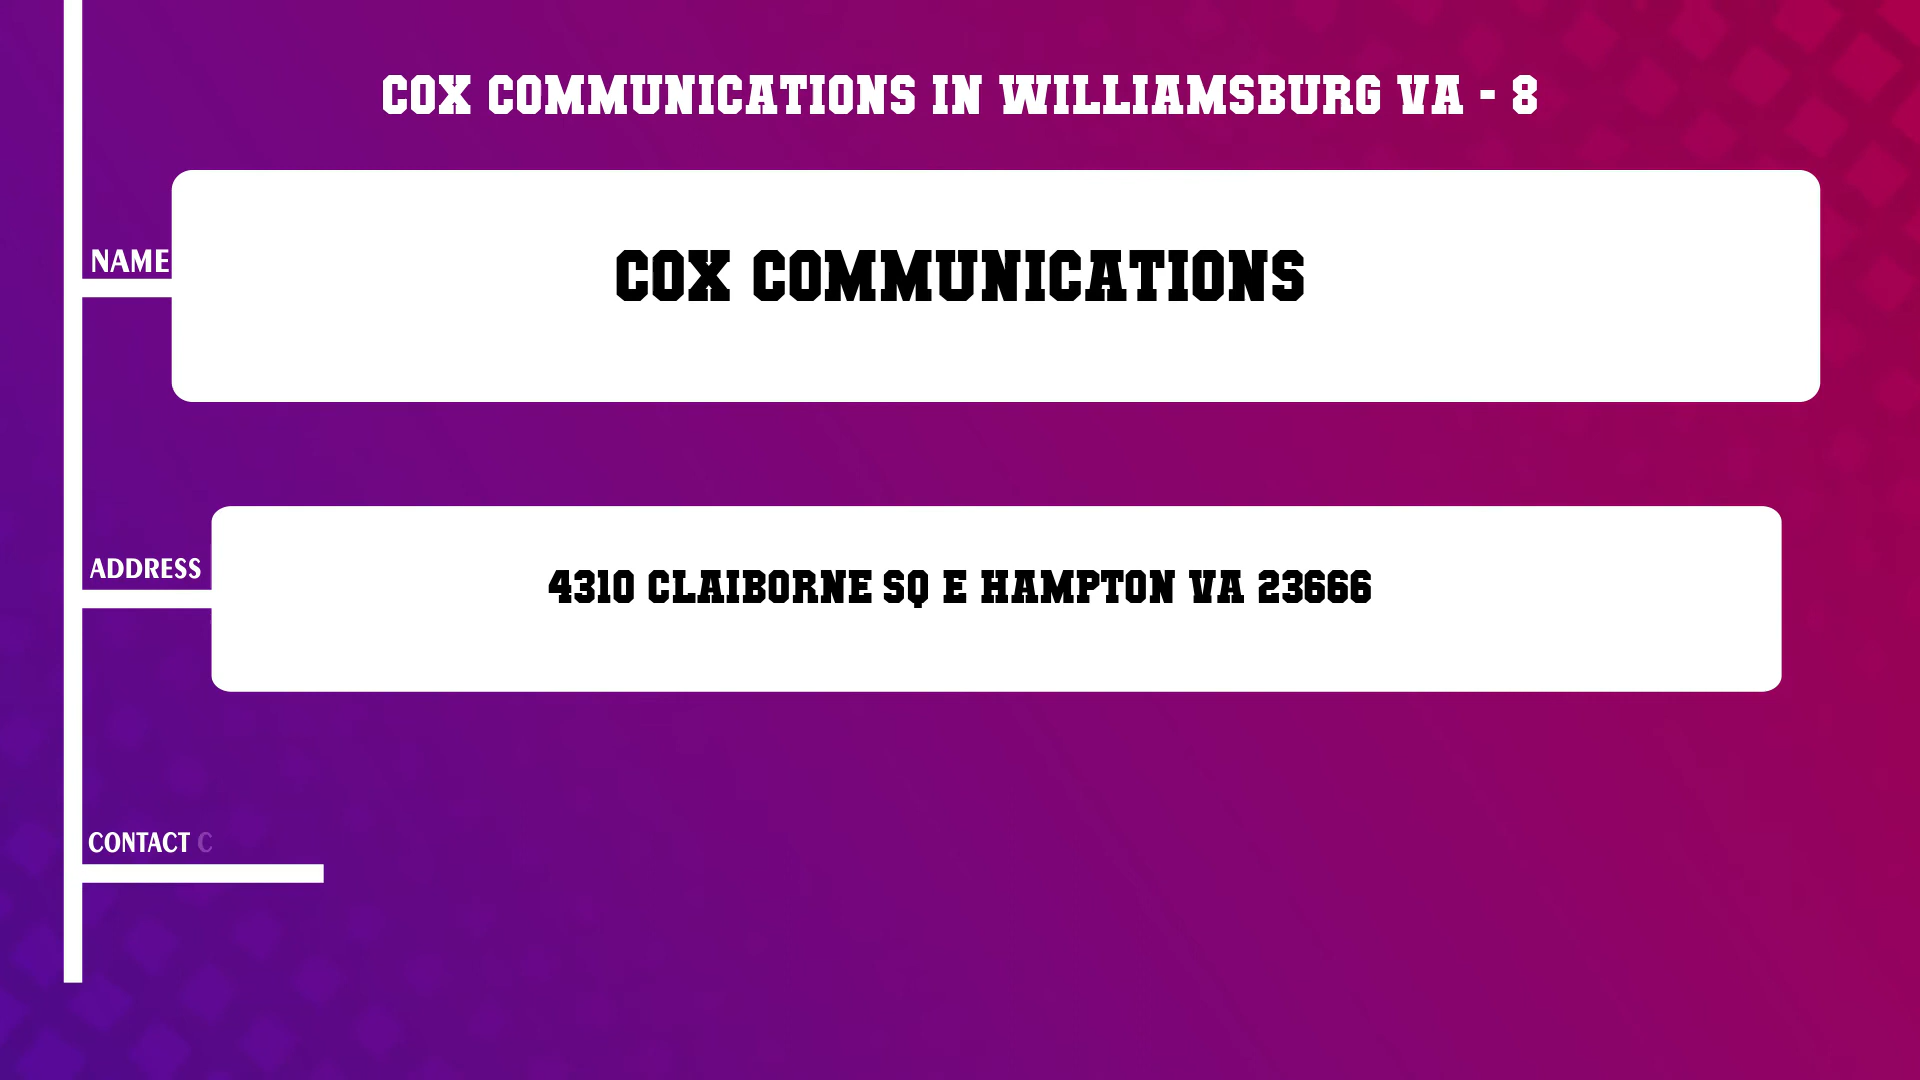 COX COMMUNICATIONS IN WILLIAMSBURG VA - 8
NAME
COX COMMUNICATIONS
ADDRESS
4310 CLAIBORNE SQ E HAMPTON VA 23666
CONTACT C